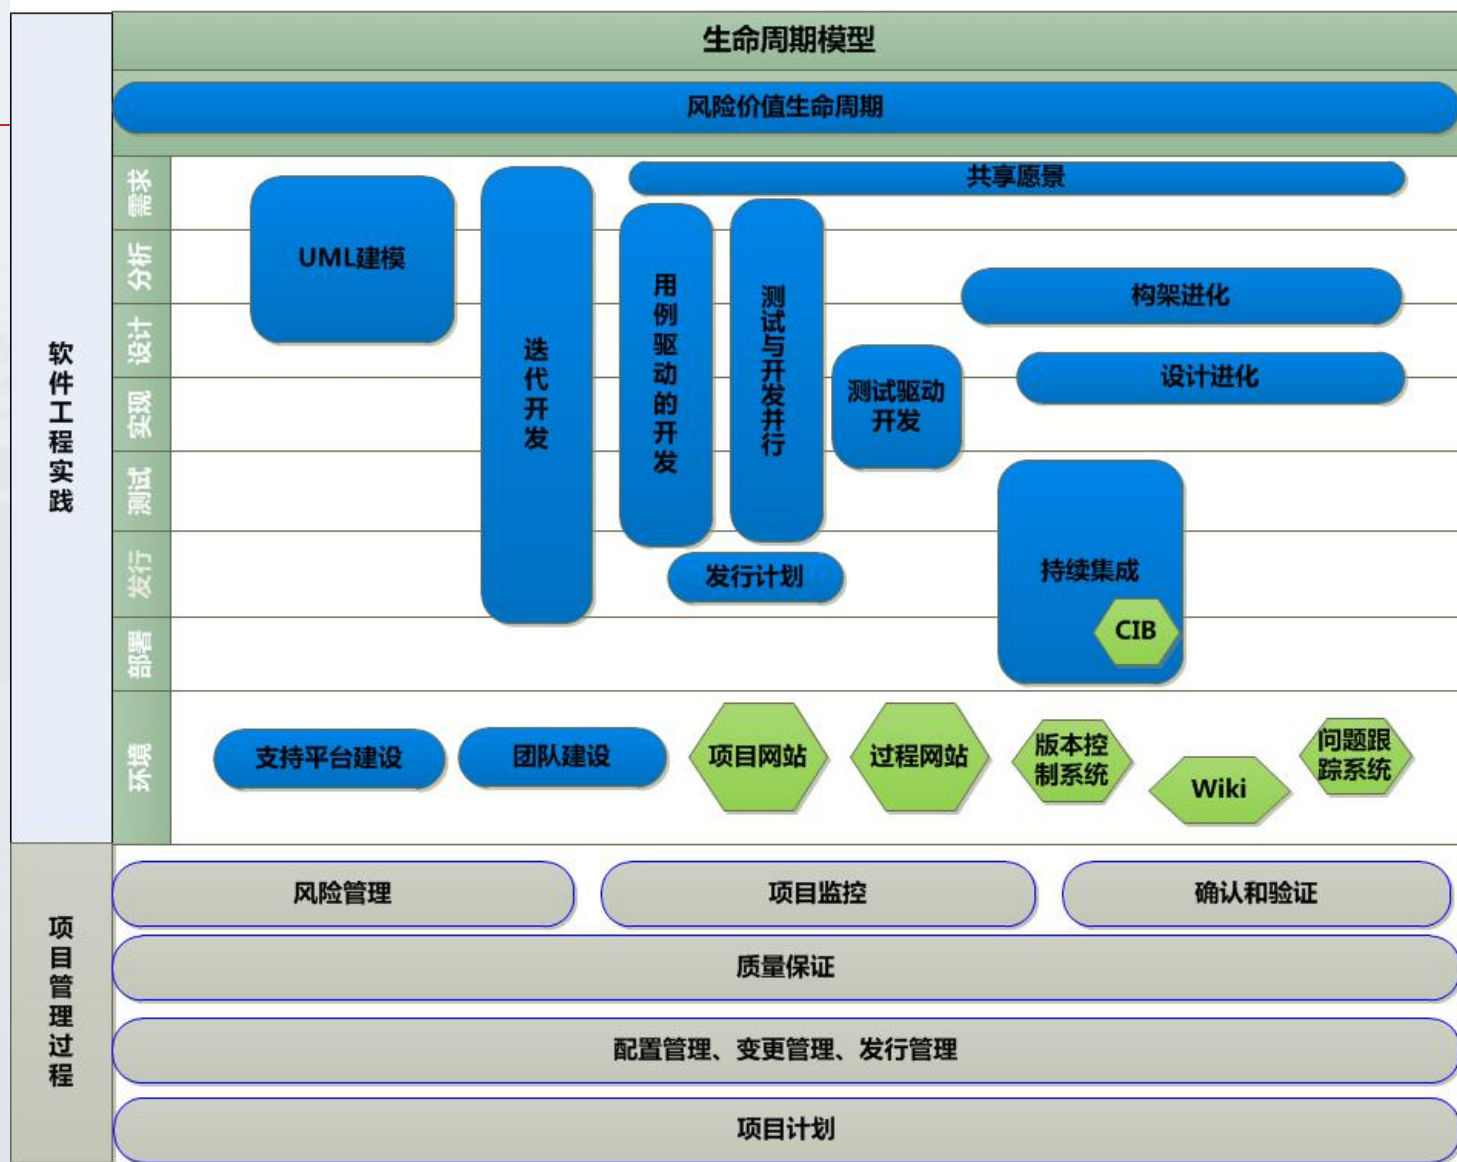 生命周期模型
风险价值生命周期
软件工程实践
需求
共享愿景
分析
UML建模
构架进化
设计
迭代开发
用例驱动的开发
测试与开发并行
设计进化
实现
测试驱动
开发
测试
发行
发行计划
持续集成
CIB
部署
环境
支持平台建设
团队建设
项目网站
过程网站
版本控
制系统
Wiki
问题跟
踪系统
项目管理过程
风险管理
项目监控
确认和验证
质量保证
配置管理、变更管理、发行管理
项目计划